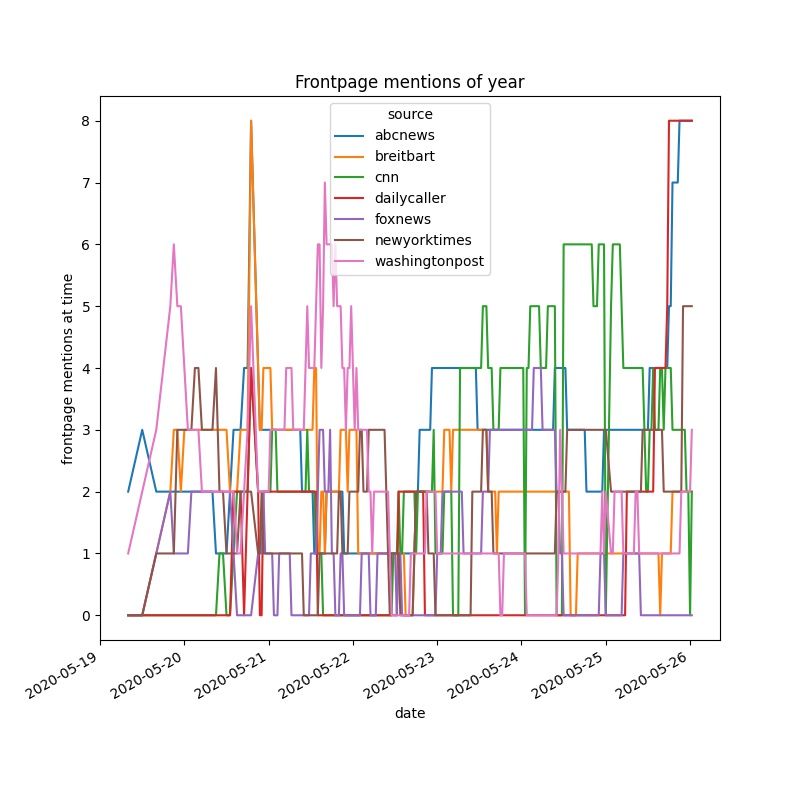 Frontpage mentions of year
source
abcnews
breitbart
cnn
dailycaller
foxnews
newyorktimes
washingtonpost
frontpage mentions at time
8
7
6
5
4
3
2
1
0
2020-05-19
2020-05-20
2020-05-21
2020-05-22
2020-05-23
2020-05-24
2020-05-25
2020-05-26
date